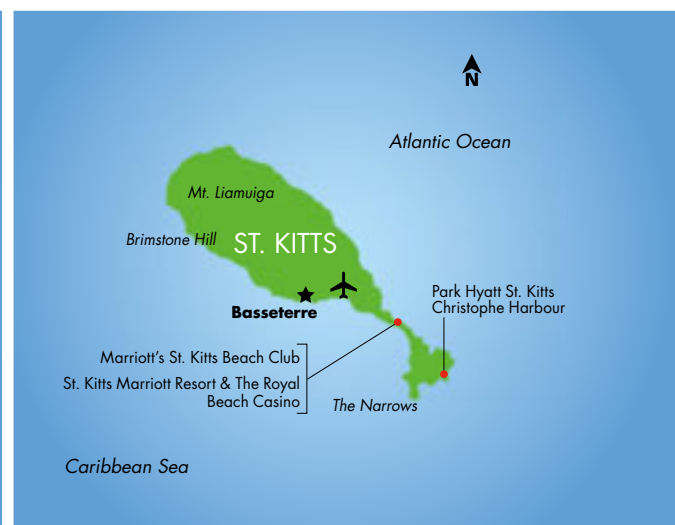 N
Atlantic Ocean
Mt. Liamuiga
Brimstone Hill
ST. KITTS
Basseterre
Park Hyatt St. Kitts
Christophe Harbour
Marriott's St. Kitts Beach Club
St. Kitts Marriott Resort & The Royal
Beach Casino
The Narrows
Caribbean Sea